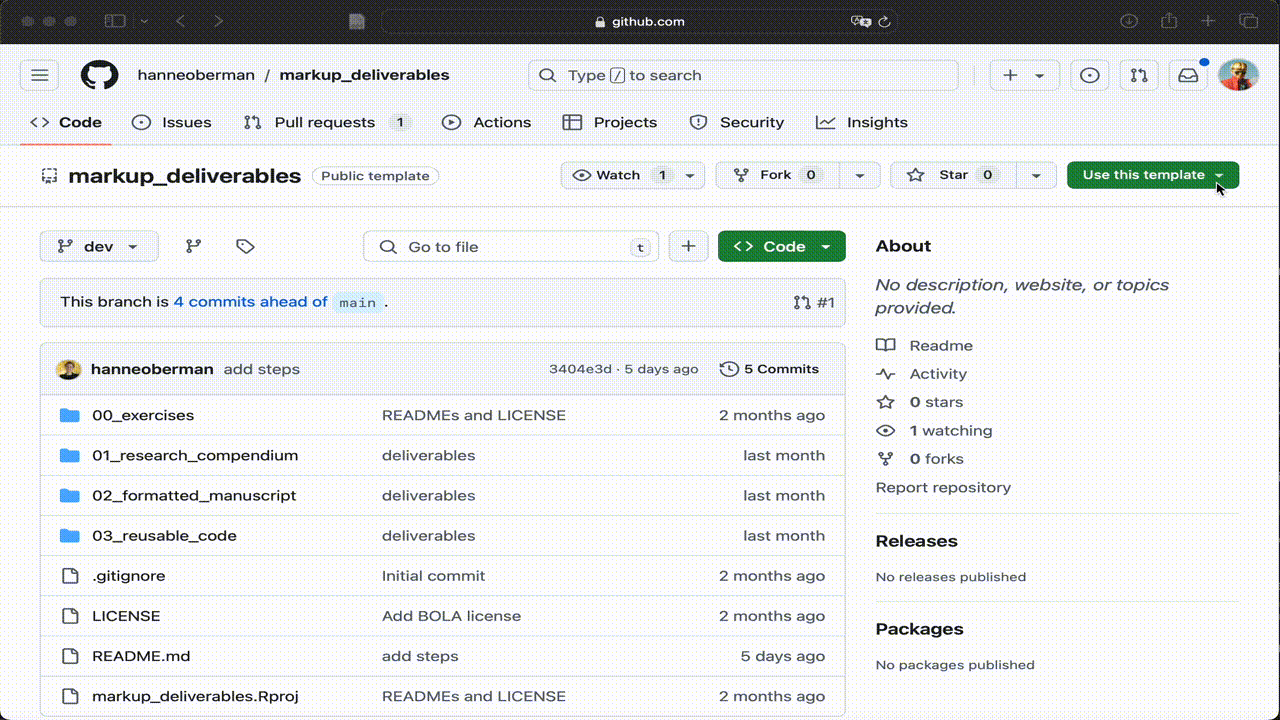 github.com
hanneoberman / markup_deliverables
Type / to search
Code Issues Pull requests 1 Actions Projects Security Insights
markup_deliverables Public template Watch 1 Fork 0 Star 0 Use this template
dev Go to file t Code
This branch is 4 commits ahead of main . #1
hanneoberman add steps 3404e3d · 5 days ago 5 Commits
00_exercises READMEs and LICENSE 2 months ago
01_research_compendium deliverables last month
02_formatted_manuscript deliverables last month
03_reusable_code deliverables last month
.gitignore Initial commit 2 months ago
LICENSE Add BOLA license 2 months ago
README.md add steps 5 days ago
markup_deliverables.Rproj READMEs and LICENSE 2 months ago
About
No description, website, or topics
provided.
Readme
Activity
0 stars
1 watching
0 forks
Report repository
Releases
No releases published
Packages
No packages published